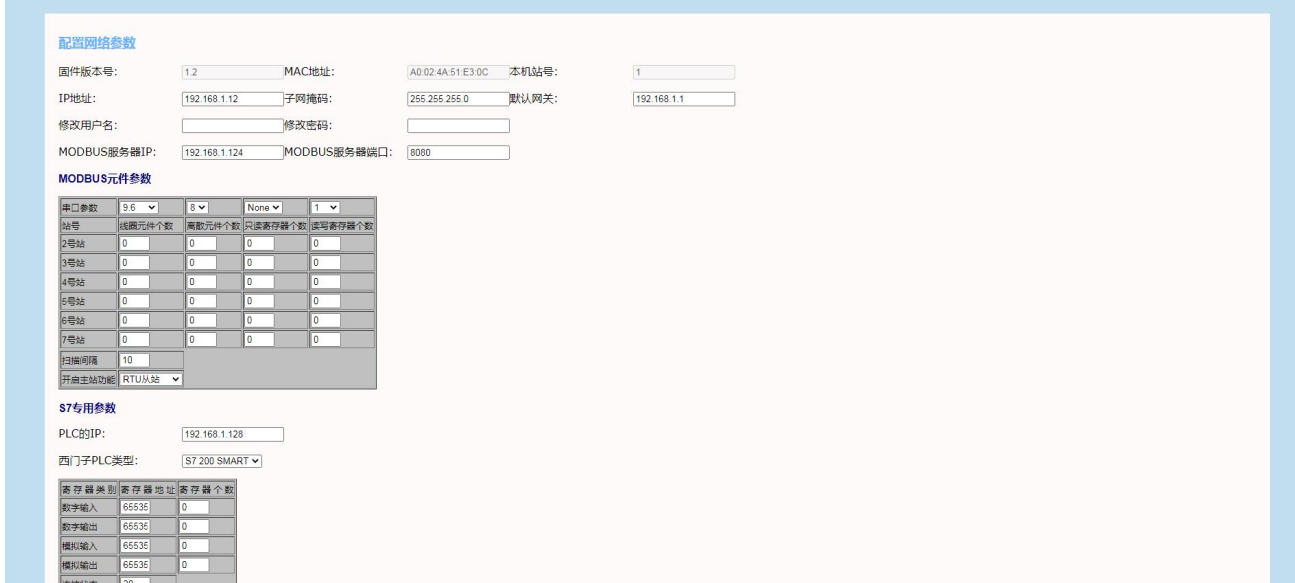 配置网络参数
固件版本号: 1.2 MAC地址: A0:02:4A:51:E3:0C 本机站号: 1
IP地址: 192.168.1.12 子网掩码: 255.255.255.0 默认网关: 192.168.1.1
修改用户名: 修改密码:
MODBUS服务器IP: 192.168.1.124 MODBUS服务器端口: 8080
MODBUS元件参数
串口参数 9.6 8 None 1
站号 线圈元件个数 离散元件个数 只读寄存器个数 读写寄存器个数
2号站 0 0 0 0
3号站 0 0 0 0
4号站 0 0 0 0
5号站 0 0 0 0
6号站 0 0 0 0
7号站 0 0 0 0
扫描间隔 10
开启主站功能 RTU从站
S7专用参数
PLC的IP: 192.168.1.128
西门子PLC类型: S7 200 SMART
寄存器类别 寄存器地址 寄存器个数
数字输入 65535 0
数字输出 65535 0
模拟输入 65535 0
模拟输出 65535 0